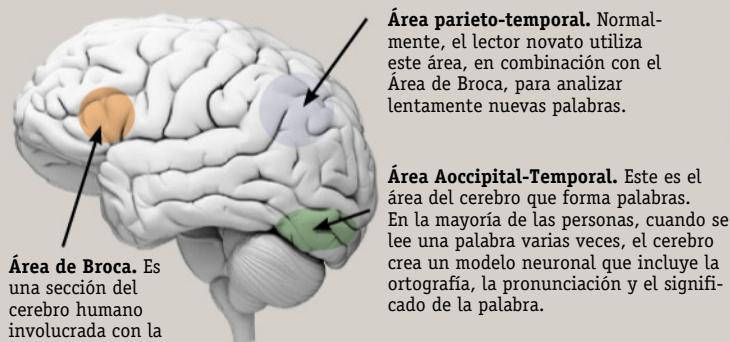 Área parieto-temporal. Normal-
mente, el lector novato utiliza
este área, en combinación con el
Área de Broca, para analizar
lentamente nuevas palabras.
Área Aoccipital-Temporal. Este es el
área del cerebro que forma palabras.
En la mayoría de las personas, cuando se
lee una palabra varias veces, el cerebro
crea un modelo neuronal que incluye la
ortografía, la pronunciación y el signifi-
cado de la palabra.
Área de Broca. Es
una sección del
cerebro humano
involucrada con la